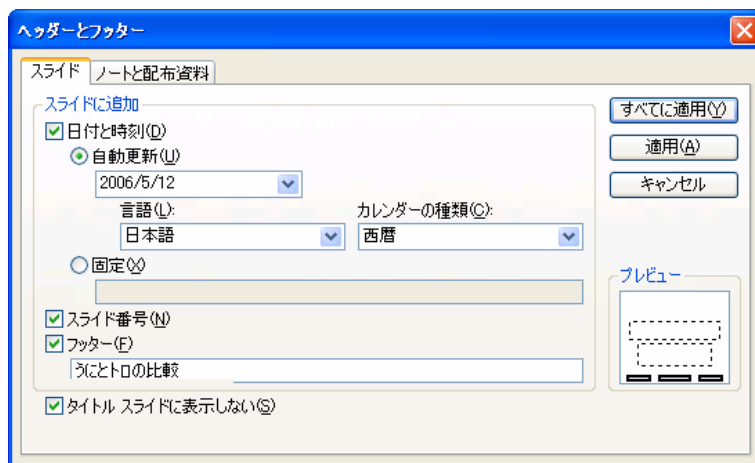 ヘッダーとフッター
スライド ノートと配布資料
スライドに追加
日付と時刻(D)
自動更新(U)
2006/5/12
言語(L): カレンダーの種類(C):
日本語 西暦
固定(X)
スライド番号(N)
フッター(F)
うにとトロの比較
タイトル スライドに表示しない(S)
すべてに適用(Y)
適用(A)
キャンセル
プレビュー